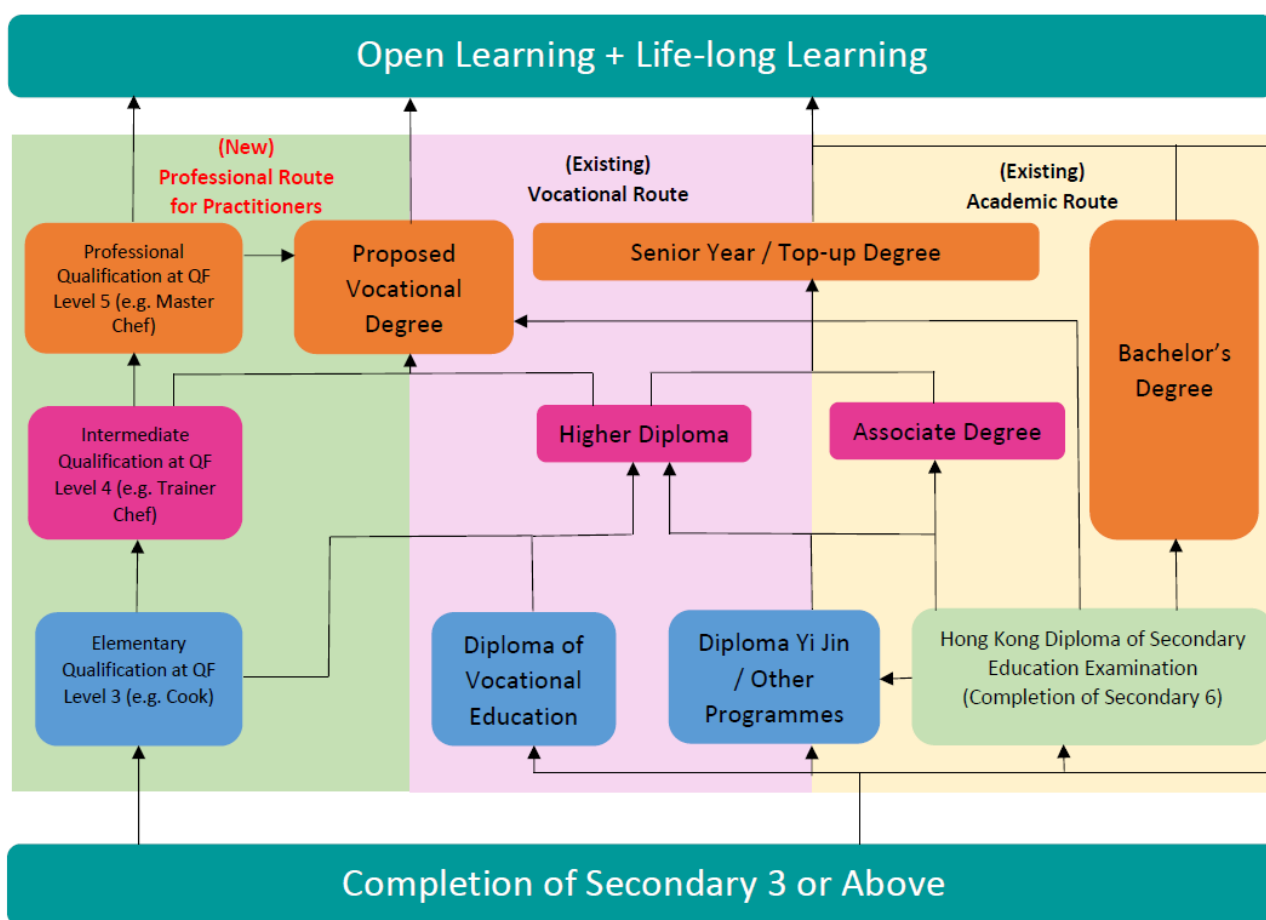 Open Learning + Life-long Learning
(New)
Professional Route
for Practitioners
(Existing)
Vocational Route
(Existing)
Academic Route
Professional
Qualification at QF
Level 5 (e.g. Master
Chef)
Proposed
Vocational
Degree
Senior Year / Top-up Degree
Bachelor’s
Degree
Intermediate
Qualification at QF
Level 4 (e.g. Trainer
Chef)
Higher Diploma
Associate Degree
Elementary
Qualification at QF
Level 3 (e.g. Cook)
Diploma of
Vocational
Education
Diploma Yi Jin
/ Other
Programmes
Hong Kong Diploma of Secondary
Education Examination
(Completion of Secondary 6)
Completion of Secondary 3 or Above